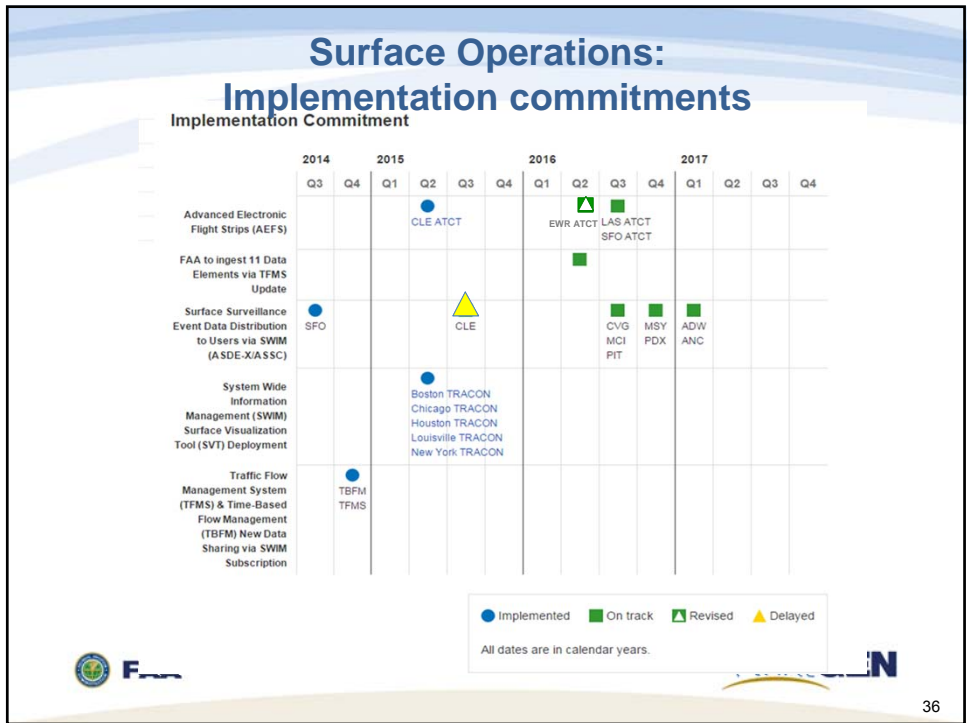 Surface Operations:
Implementation commitments
Implementation Commitment
2014 2015 2016 2017
Q3 Q4 Q1 Q2 Q3 Q4 Q1 Q2 Q3 Q4 Q1 Q2 Q3 Q4
Advanced Electronic
Flight Strips (AEFS)
CLE ATCT
EWR ATCT
LAS ATCT
SFO ATCT
FAA to ingest 11 Data
Elements via TFMS
Update
Surface Surveillance
Event Data Distribution
to Users via SWIM
(ASDE-X/ASSC)
SFO
CLE
CVG
MCI
PIT
MSY
PDX
ADW
ANC
System Wide
Information
Management (SWIM)
Surface Visualization
Tool (SVT) Deployment
Boston TRACON
Chicago TRACON
Houston TRACON
Louisville TRACON
New York TRACON
Traffic Flow
Management System
(TFMS) & Time-Based
Flow Management
(TBFM) New Data
Sharing via SWIM
Subscription
TBFM
TFMS
Implemented On track Revised Delayed
All dates are in calendar years.
36